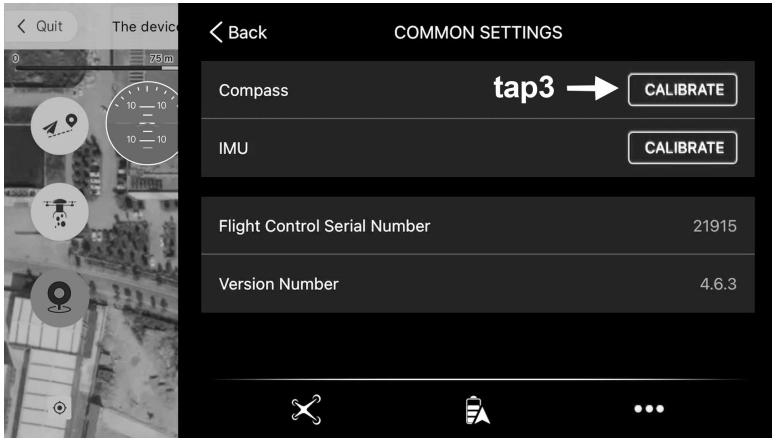 Quit
The device
0 75 m
10 10
10 10
Back
COMMON SETTINGS
Compass
tap3
CALIBRATE
IMU
CALIBRATE
Flight Control Serial Number
21915
Version Number
4.6.3